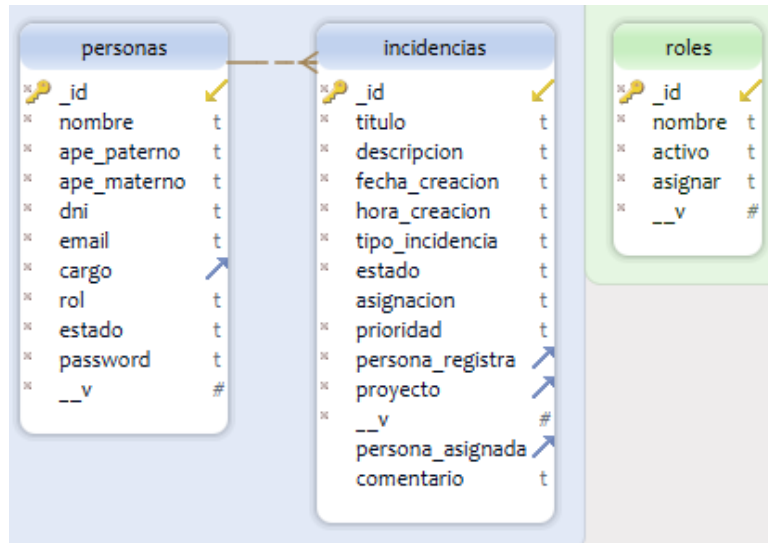 personas
_id
nombre t
ape_paterno t
ape_materno t
dni t
email t
cargo
rol t
estado t
password t
__v #
incidencias
_id
titulo t
descripcion t
fecha_creacion t
hora_creacion t
tipo_incidencia t
estado t
asignacion t
prioridad t
persona_registra
proyecto
__v #
persona_asignada
comentario t
roles
_id
nombre t
activo t
asignar t
__v #